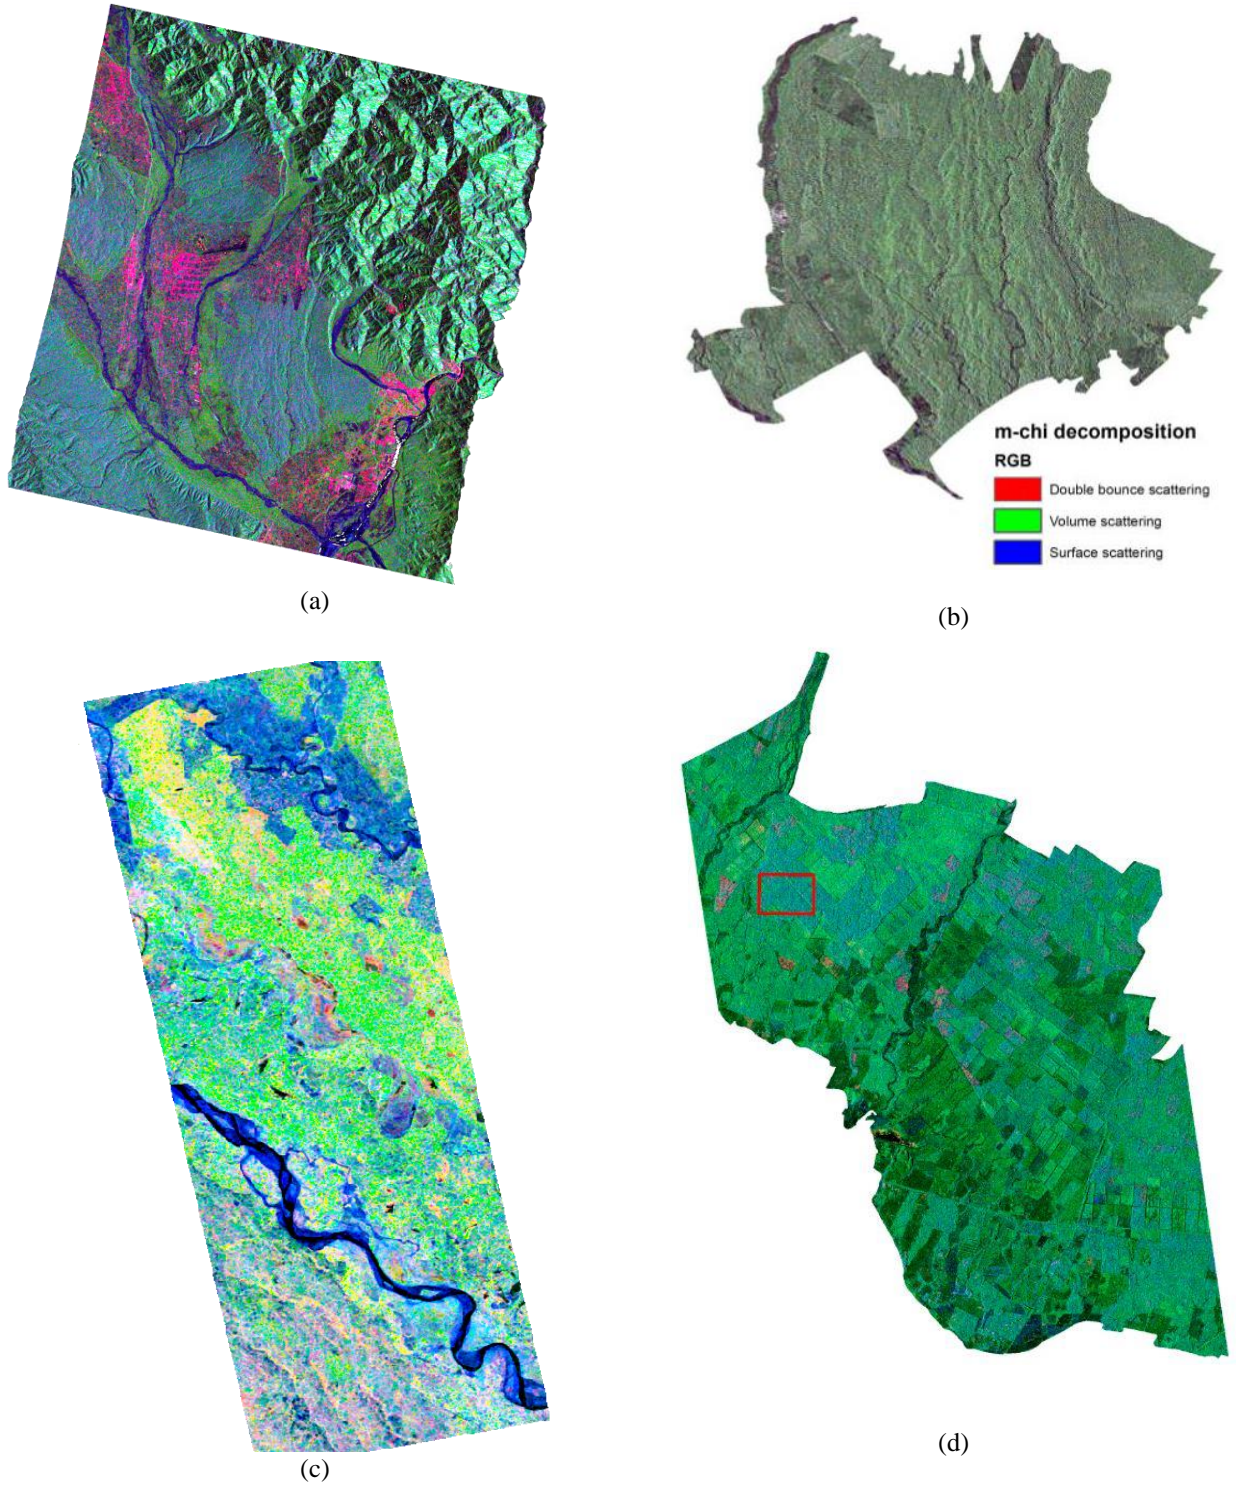 m-chi decomposition
RGB
Double bounce scattering
Volume scattering
Surface scattering
(a)
(b)
(c)
(d)